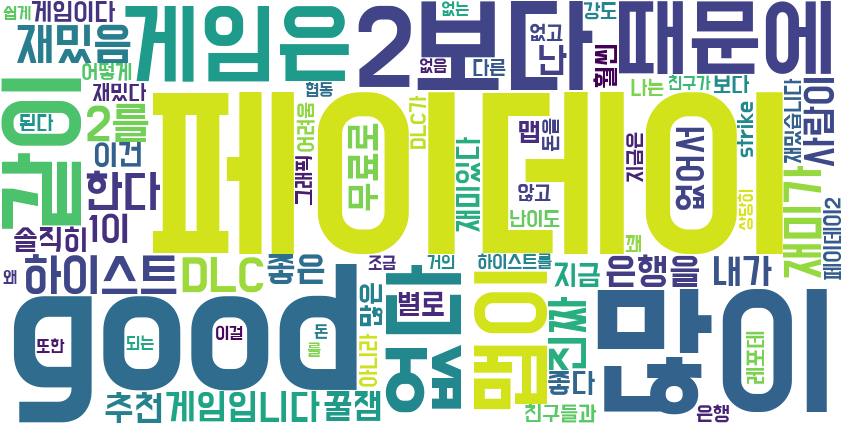 쉽게
게임이다
재밌음
어떻게
게임은
2보다
없는
강도
없고
난
없음
다른
훨씬
때문에
재밌다
협동
나는
친구가
보다
같이
된다
2를
이건
어려움
그래픽
페이데이
무료로
DLC가
재미있다
맵
돈을
않고
난이도
지금은
없어서
strike
재밌습니다
사람이
한다
1이
솔직히
꽤
상당히
재미가
페이데이2
왜
하이스트
DLC
좋은
조금
거의
하이스트를
지금
은행을
내가
good
많은
별로
한
없
맵이
진짜
많이
또한
되는
이걸
돈
를
아니라
좋다
레포데
추천
게임입니다
꿀잼
친구들과
은행